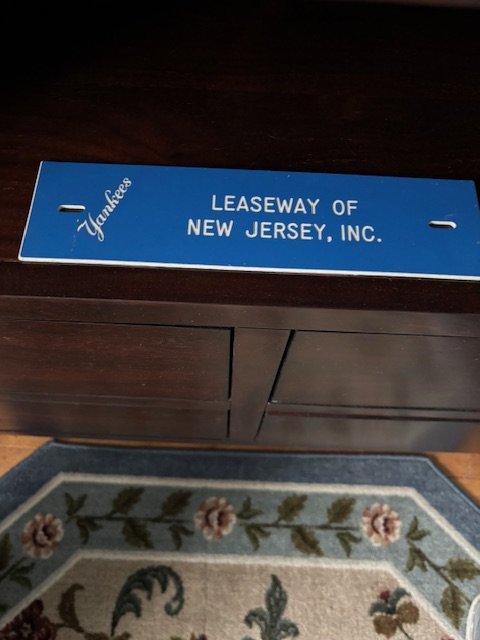 Yankees
LEASEWAY OF
NEW JERSEY, INC.